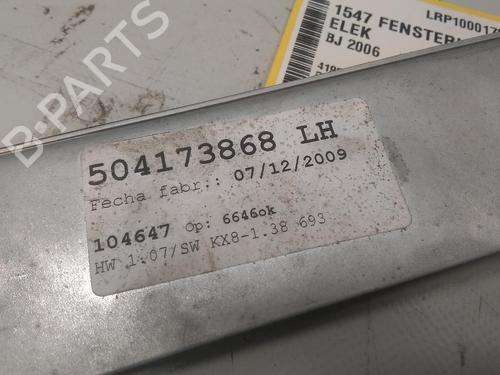 LRP10001
1547 FENSTER
ELEK
BJ 2006
B-PARTS
504173868 LH
Fecha fabr.: 07/12/2009
104647 Op: 6646ok
HW 1.07/SW KX8-1.38 693